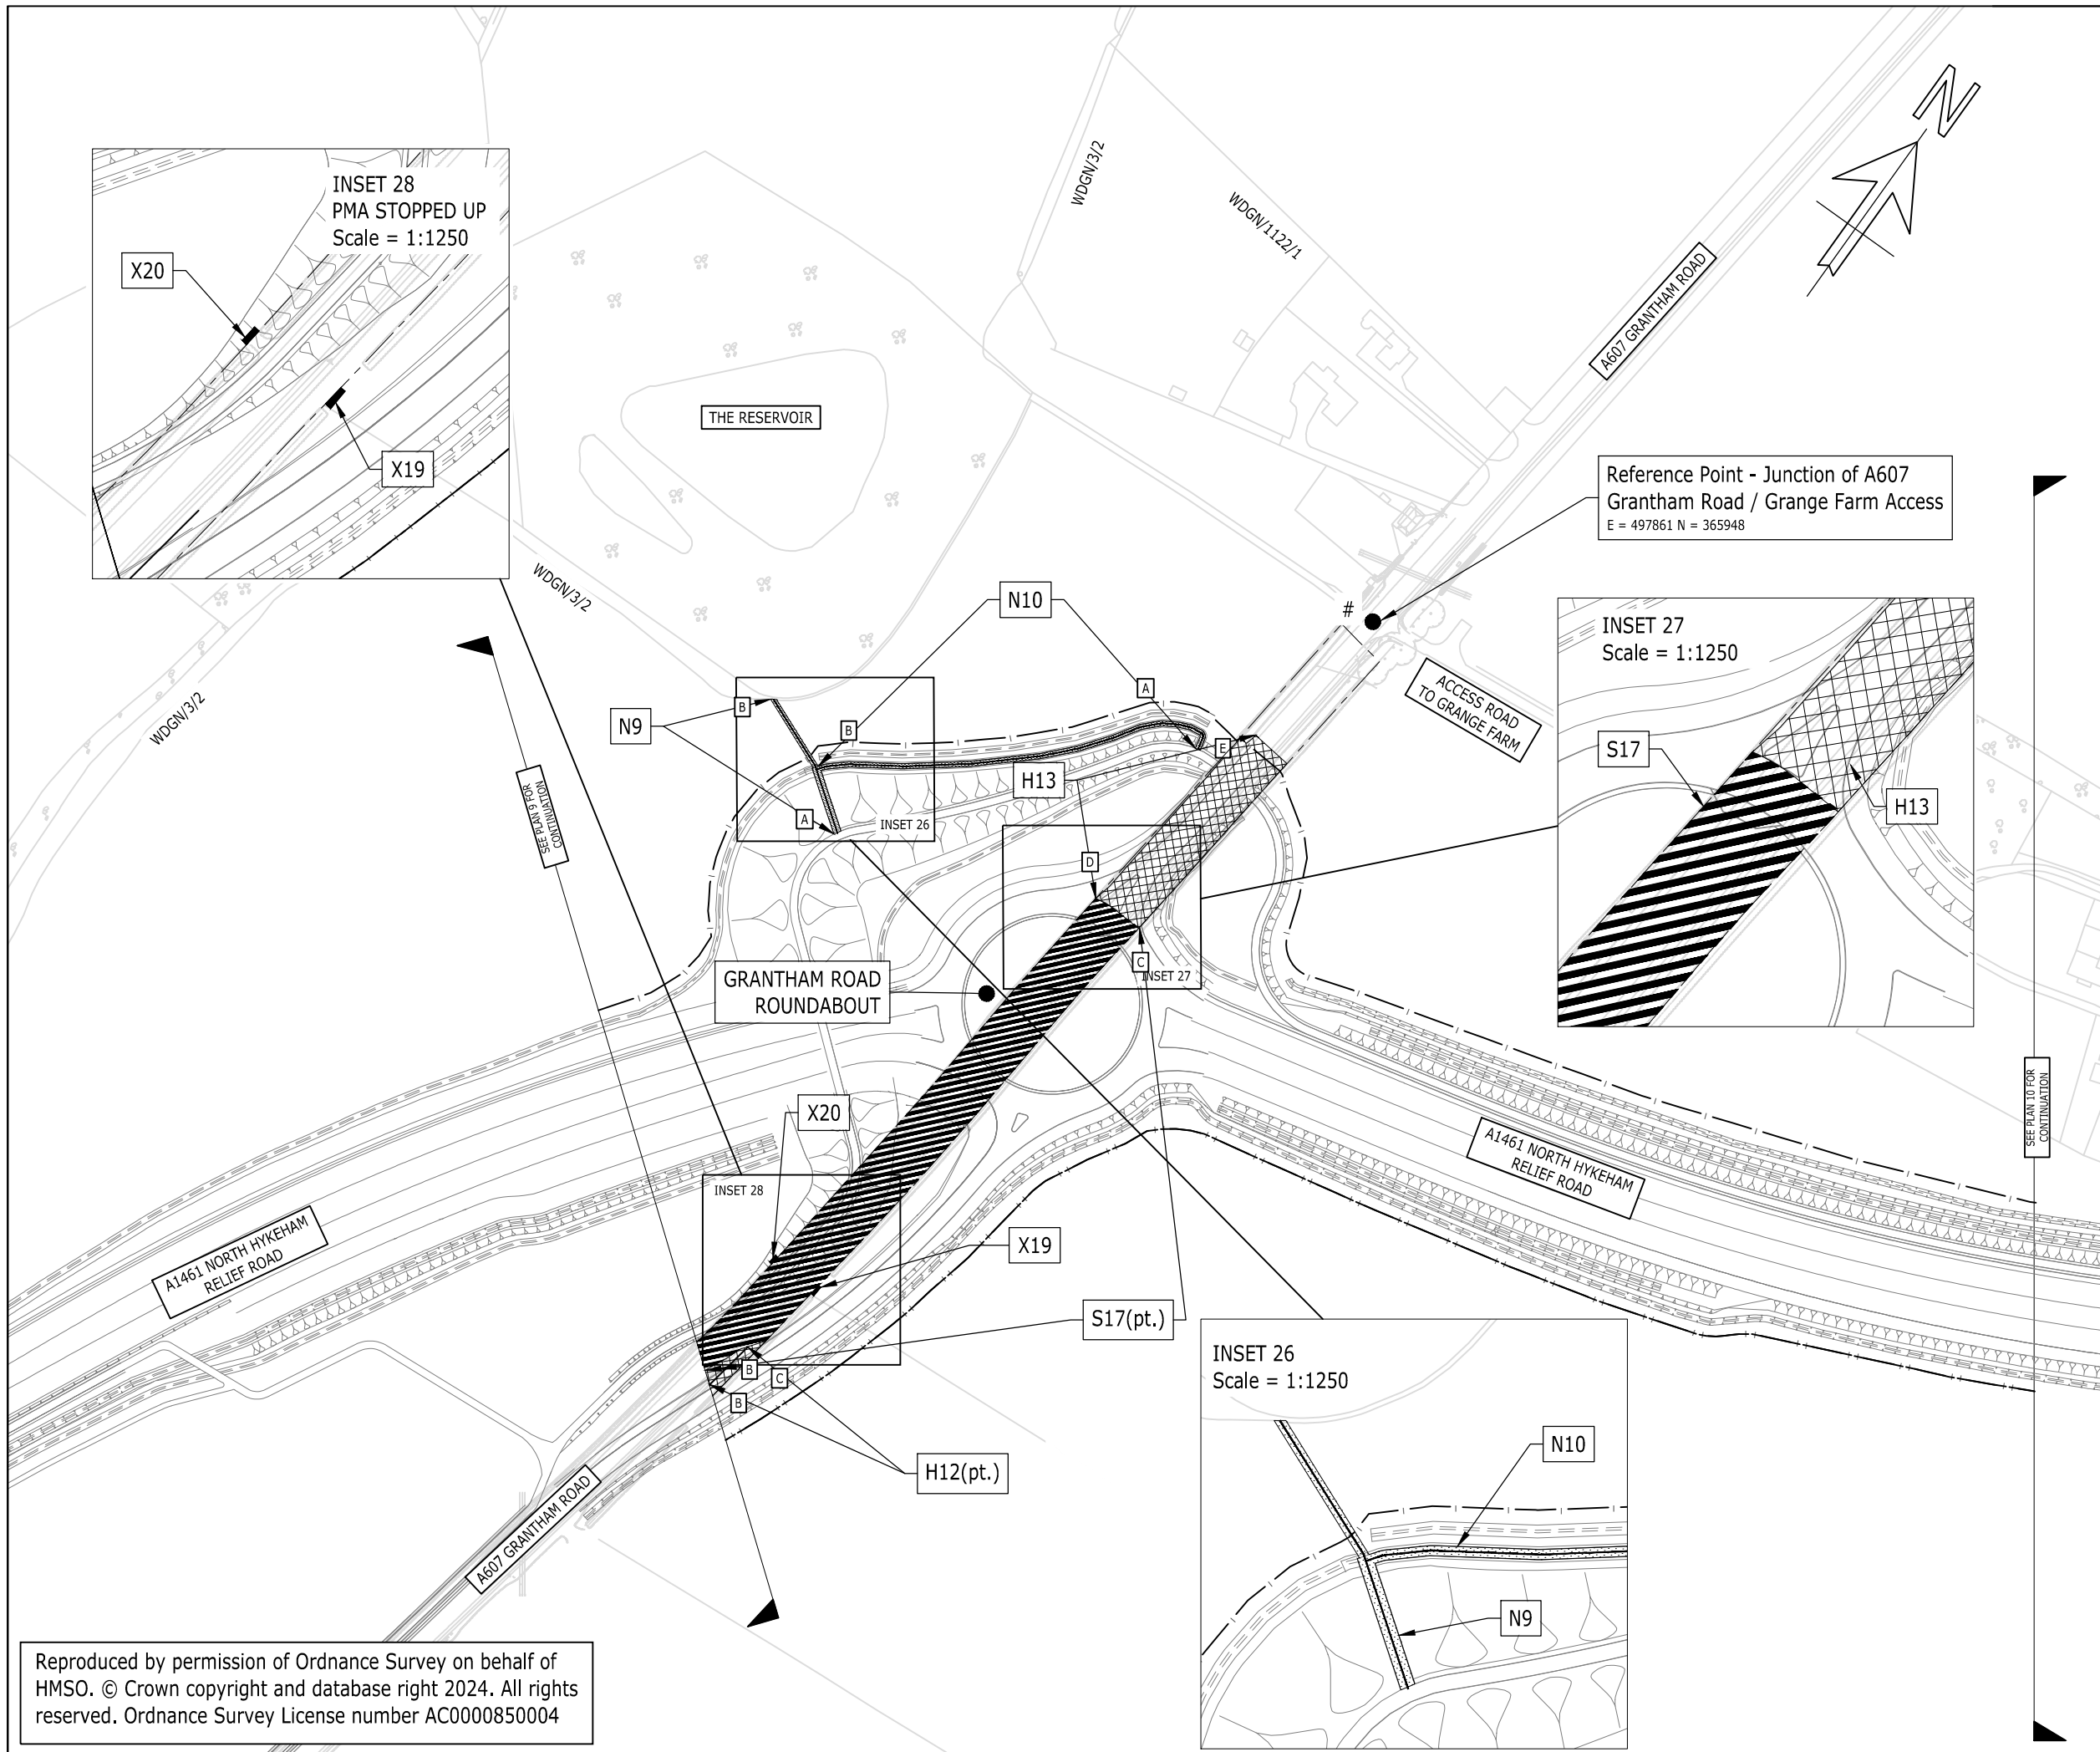 N
INSET 28
PMA STOPPED UP
Scale = 1:1250
X20
X19
WDGN/3/2
WDGN/1122/1
A607 GRANTHAM ROAD
THE RESERVOIR
Reference Point - Junction of A607
Grantham Road / Grange Farm Access
E = 497861 N = 365948
WDGN/3/2
N10
#
INSET 27
Scale = 1:1250
S17
H13
ACCESS ROAD
TO GRANGE FARM
WDGN/3/2
N9
B
B
A
A
E
H13
INSET 26
D
C
INSET 27
SEE PLAN 9 FOR
CONTINUATION
GRANTHAM ROAD
ROUNDABOUT
SEE PLAN 10 FOR
CONTINUATION
X20
A1461 NORTH HYKEHAM
RELIEF ROAD
INSET 28
A1461 NORTH HYKEHAM
RELIEF ROAD
X19
S17(pt.)
B
C
B
H12(pt.)
INSET 26
Scale = 1:1250
N10
N9
A607 GRANTHAM ROAD
Reproduced by permission of Ordnance Survey on behalf of
HMSO. © Crown copyright and database right 2024. All rights
reserved. Ordnance Survey License number AC0000850004